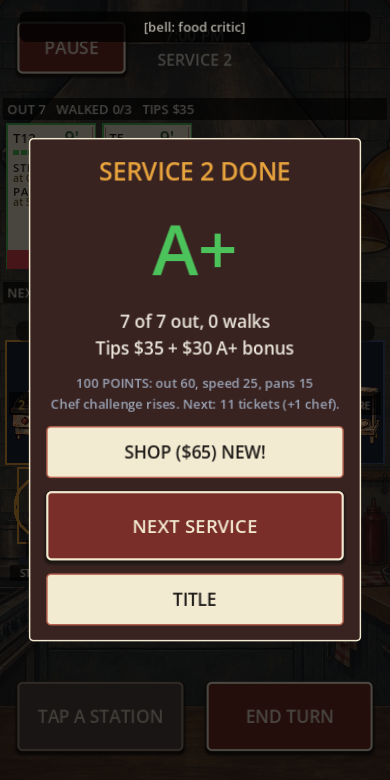 [bell: food critic]
PAUSE
SERVICE 2
OUT 7 WALKED 0/3 TIPS $35
SERVICE 2 DONE
A+
7 of 7 out, 0 walks
Tips $35 + $30 A+ bonus
100 POINTS: out 60, speed 25, pans 15
Chef challenge rises. Next: 11 tickets (+1 chef).
SHOP ($65) NEW!
NEXT SERVICE
TITLE
TAP A STATION
END TURN